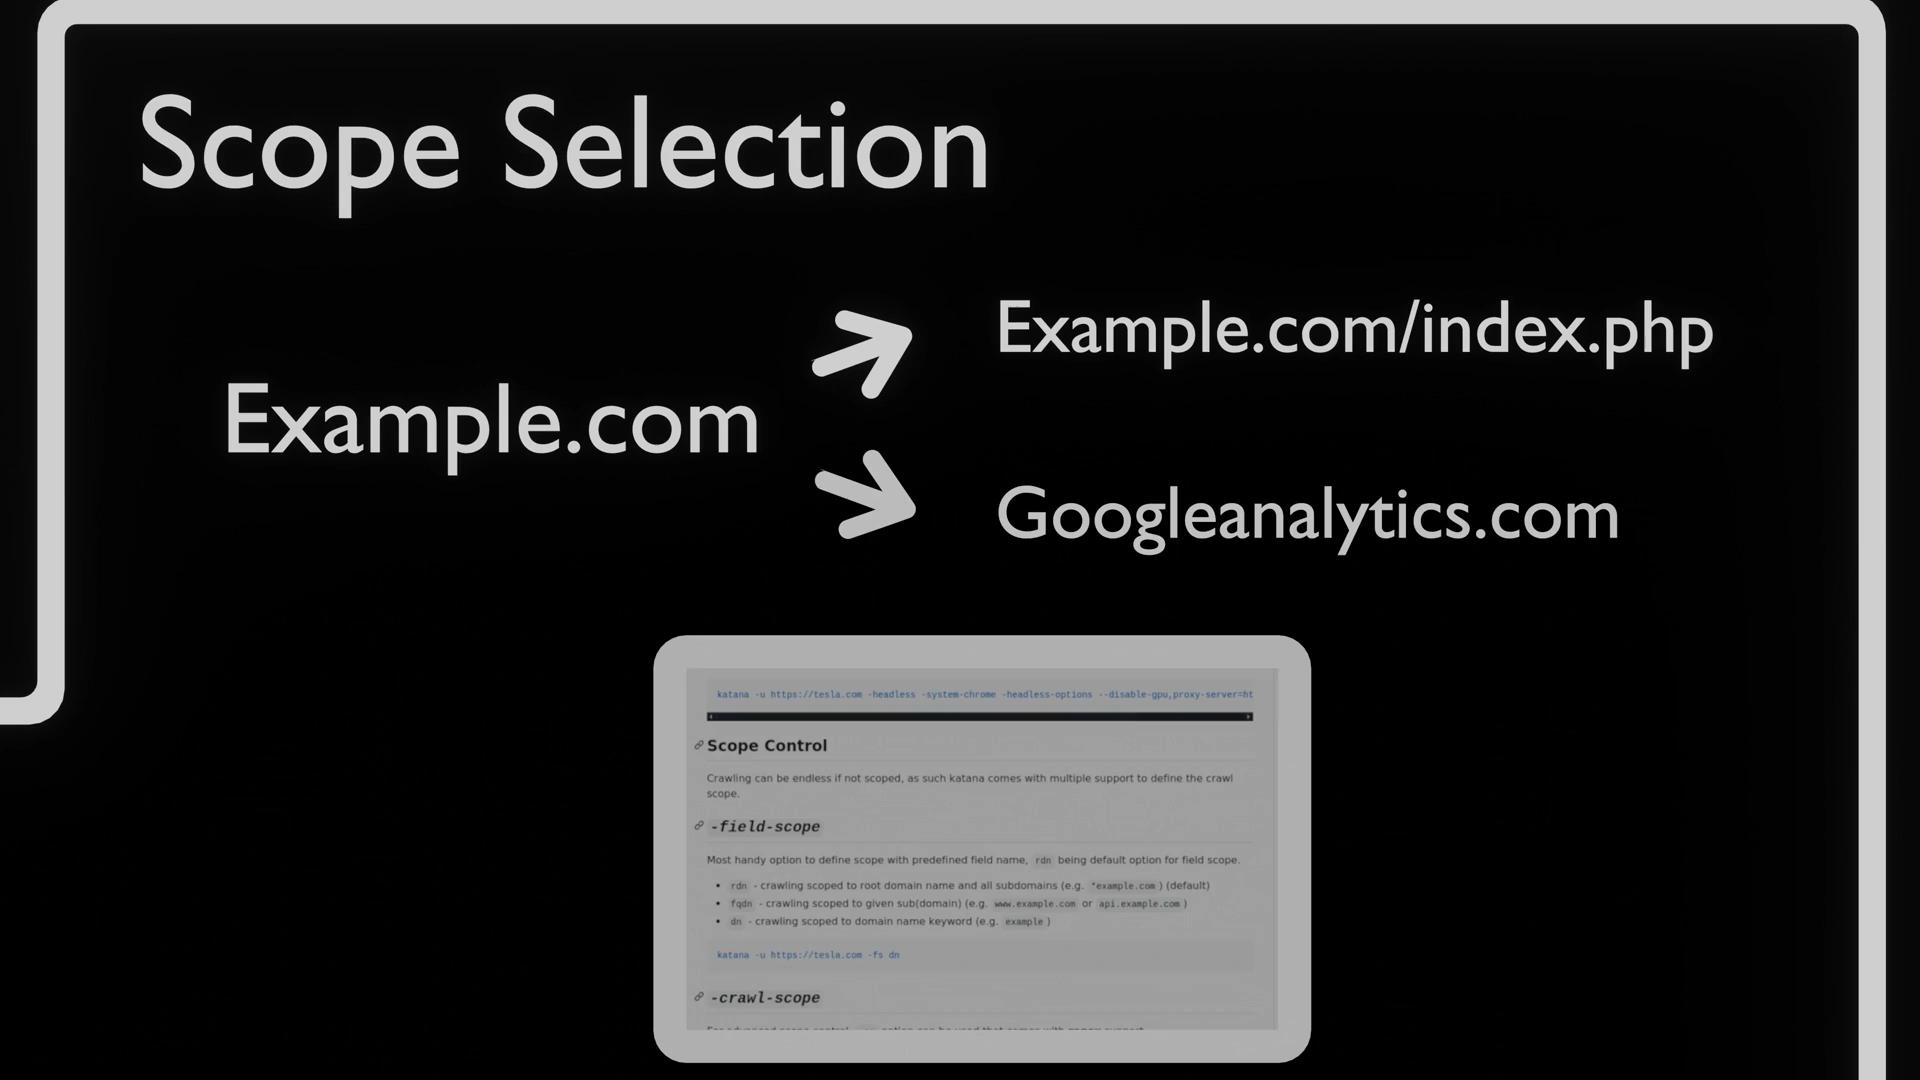 Scope Selection
Example.com/index.php
Example.com
Googleanalytics.com
katana -u https://tesla.com -headless -system-chrome -headless-options --disable-gpu,proxy-server=ht
Scope Control
Crawling can be endless if not scoped, as such katana comes with multiple support to define the crawl
scope.
-field-scope
Most handy option to define scope with predefined field name, rdn being default option for field scope.
• rdn - crawling scoped to root domain name and all subdomains (e.g. *example.com ) (default)
• fqdn - crawling scoped to given sub(domain) (e.g. www.example.com or api.example.com )
• dn - crawling scoped to domain name keyword (e.g. example )
katana -u https://tesla.com -fs dn
-crawl-scope